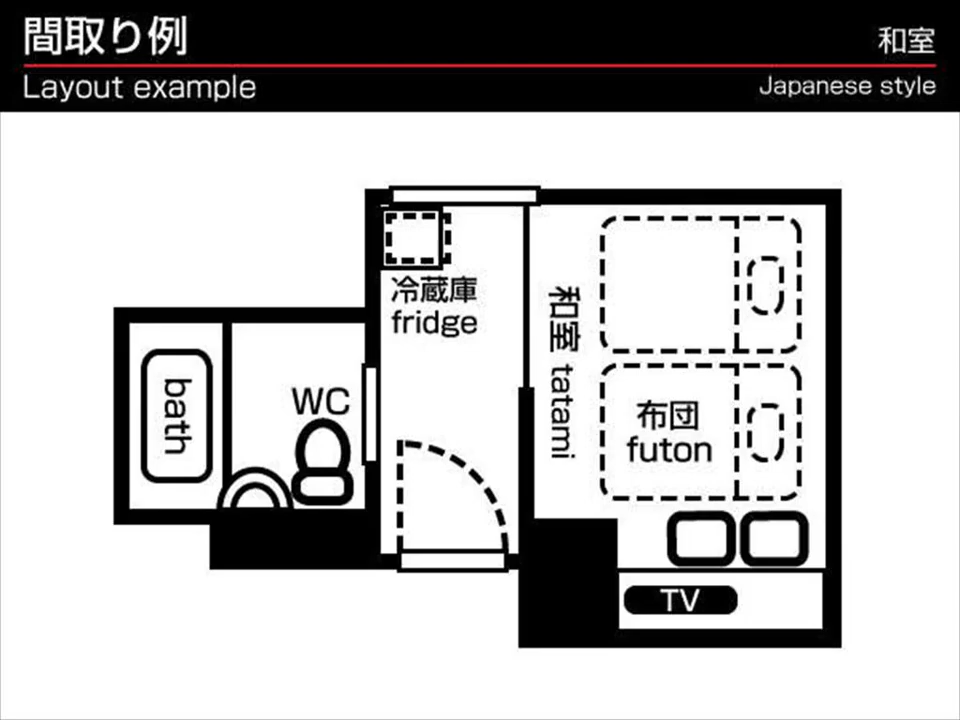 間取り例
和室
Layout example
Japanese style
冷蔵庫
fridge
和室 tatami
布団
futon
WC
bath
TV